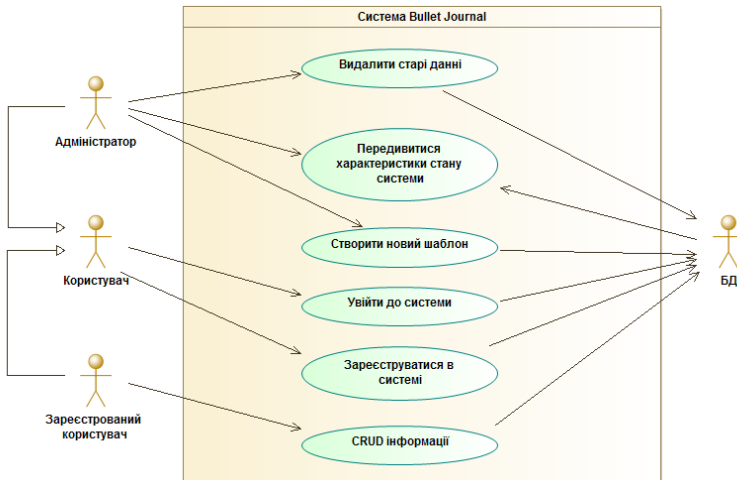 Система Bullet Journal
Видалити старі данні
Адміністратор
Передивитися
характеристики стану
системи
Створити новий шаблон
Користувач
БД
Увійти до системи
Зареєструватися в
системі
Зареєстрований
користувач
CRUD інформації